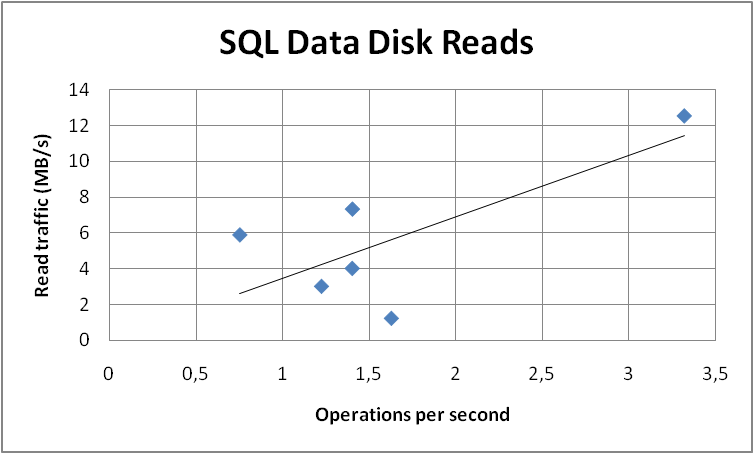 SQL Data Disk Reads
Read traffic (MB/s)
14
12
10
8
6
4
2
0
0 0,5 1 1,5 2 2,5 3 3,5
Operations per second